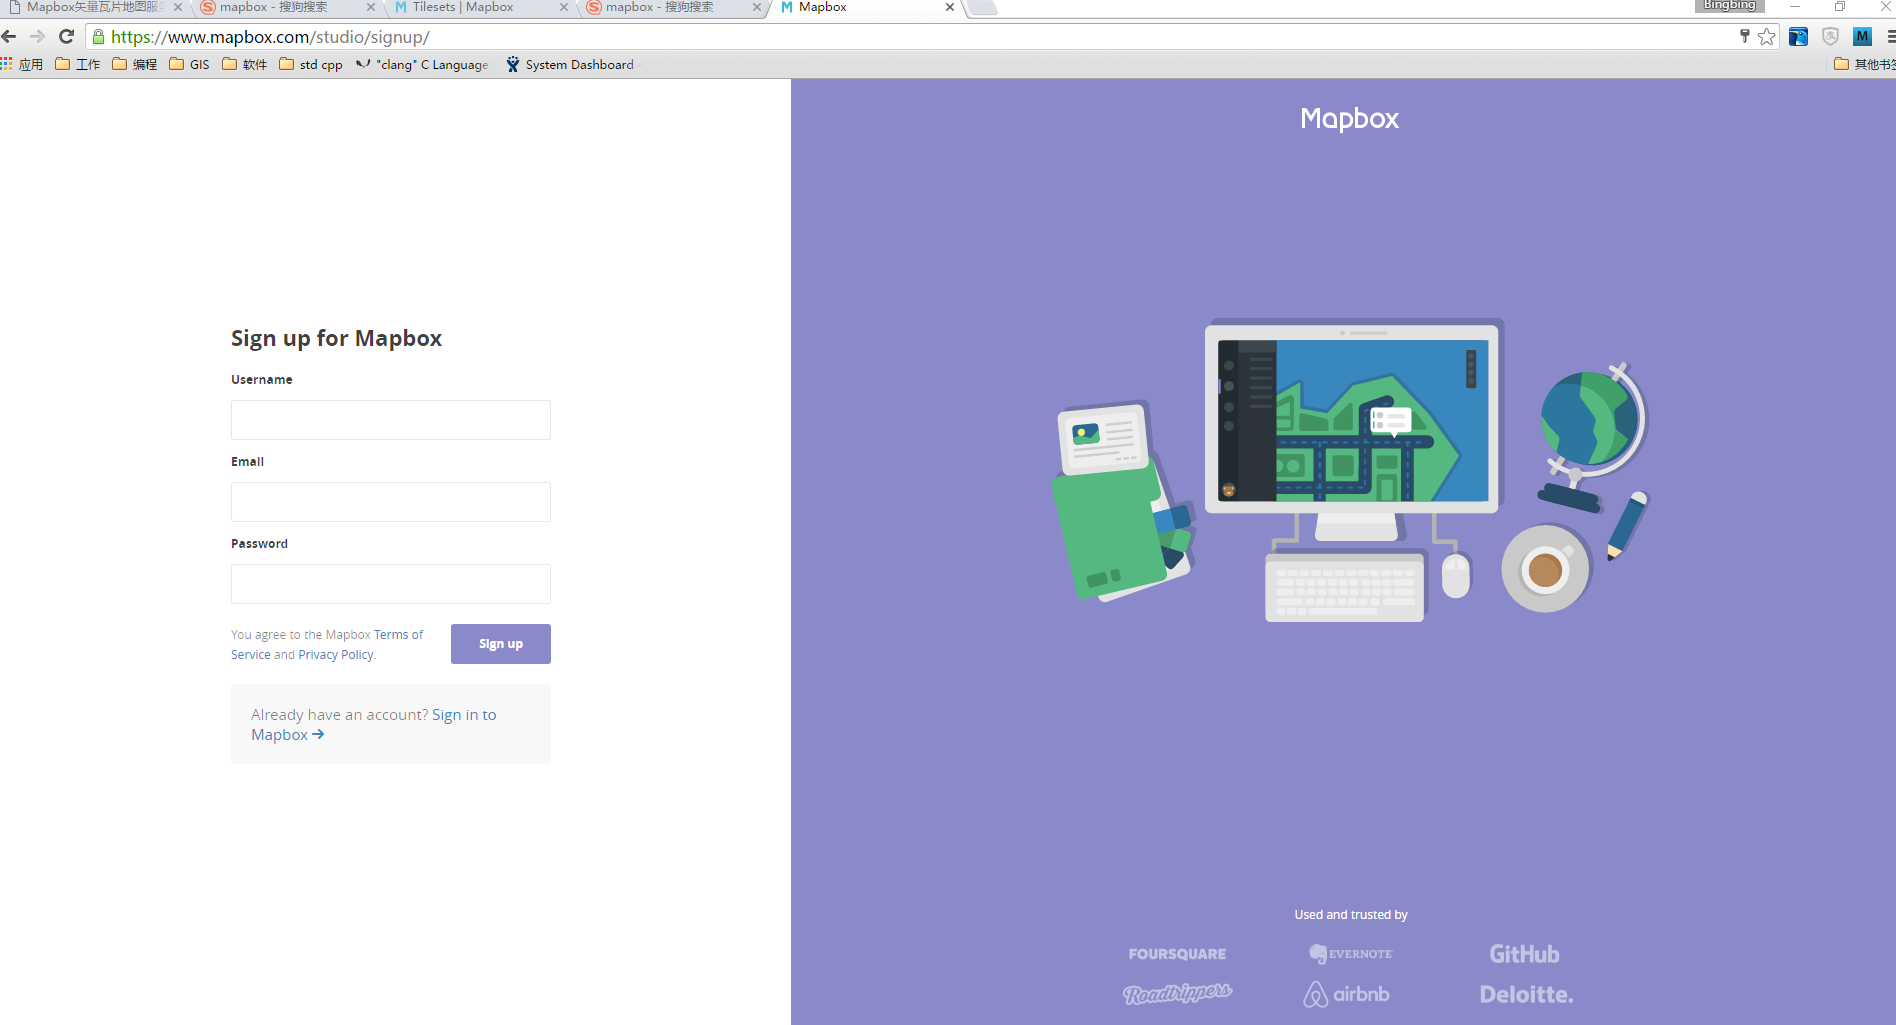 Mapbox矢量瓦片地图服务
mapbox - 搜狗搜索
Tilesets | Mapbox
mapbox - 搜狗搜索
Mapbox
Bingbing
https://www.mapbox.com/studio/signup/
应用
工作
编程
GIS
软件
std cpp
"clang" C Language
System Dashboard
其他书签
Mapbox
Sign up for Mapbox
Username
Email
Password
You agree to the Mapbox Terms of
Service and Privacy Policy.
Sign up
Already have an account? Sign in to
Mapbox
Used and trusted by
FOURSQUARE
EVERNOTE
GitHub
Roadtrippers
airbnb
Deloitte.